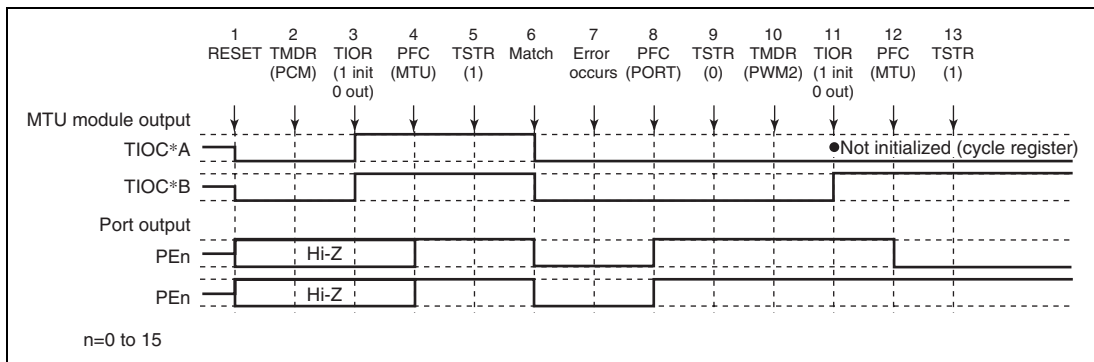 1 2 3 4 5 6 7 8 9 10 11 12 13
RESET TMDR TIOR PFC TSTR Match Error PFC TSTR TMDR TIOR PFC TSTR
(PCM) (1 init (MTU) (1) occurs (PORT) (0) (PWM2) (1 init (MTU) (1)
0 out) 0 out)
MTU module output
TIOC*A
●Not initialized (cycle register)
TIOC*B
Port output
PEn
Hi-Z
PEn
Hi-Z
n=0 to 15